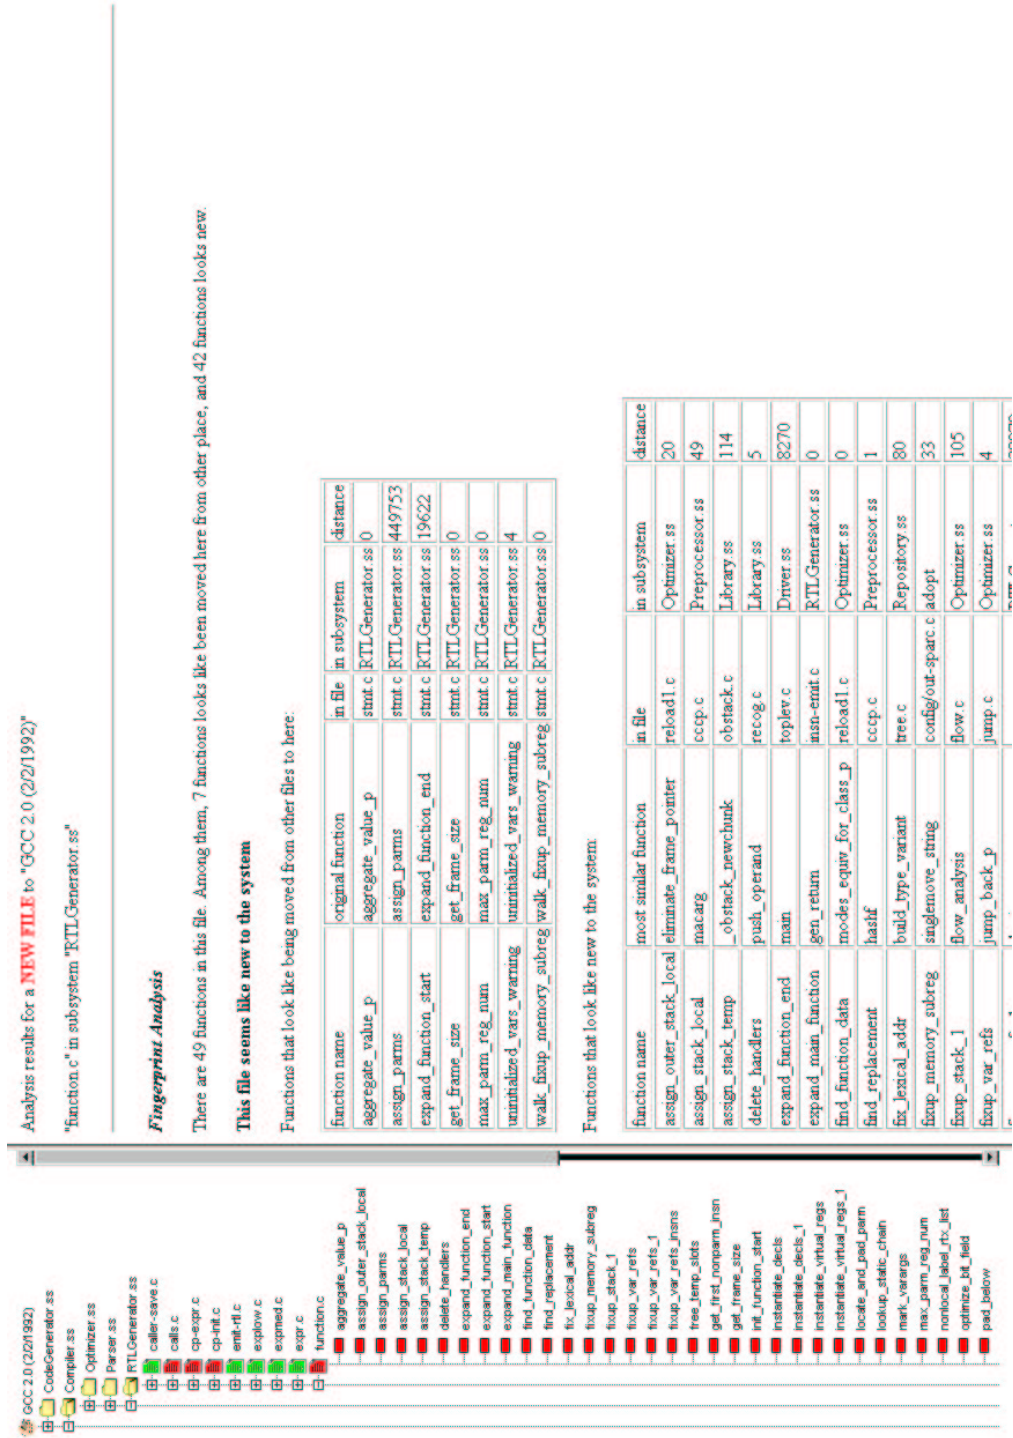 GCC 2.0 (2/2/1992)
CodeGenerator.ss
Compiler.ss
Optimizer.ss
Parser.ss
RTLGenerator.ss
caller-save.c
calls.c
cp-expr.c
cp-init.c
emit-rtl.c
explow.c
expmed.c
expr.c
function.c
aggregate_value_p
assign_outer_stack_local
assign_parms
assign_stack_local
assign_stack_temp
delete_handlers
expand_function_end
expand_function_start
expand_main_function
find_function_data
find_replacement
fix_lexical_addr
fixup_memory_subreg
fixup_stack_1
fixup_var_refs
fixup_var_refs_1
fixup_var_refs_insns
free_temp_slots
get_first_nonparm_insn
get_frame_size
init_function_start
instantiate_decls
instantiate_decls_1
instantiate_virtual_regs
instantiate_virtual_regs_1
locate_and_pad_parm
lookup_static_chain
mark_varargs
max_parm_reg_num
nonlocal_label_rtx_list
optimize_bit_field
pad_below
Analysis results for a NEW FILE to "GCC 2.0 (2/2/1992)"
"function.c" in subsystem "RTLGenerator.ss"
Fingerprint Analysis
There are 49 functions in this file. Among them, 7 functions looks like been moved here from other place, and 42 functions looks new.
This file seems like new to the system
Functions that look like being moved from other files to here:
function name original function in file in subsystem distance
aggregate_value_p aggregate_value_p stmt.c RTLGenerator.ss 0
assign_parms assign_parms stmt.c RTLGenerator.ss 449753
expand_function_start expand_function_end stmt.c RTLGenerator.ss 19622
get_frame_size get_frame_size stmt.c RTLGenerator.ss 0
max_parm_reg_num max_parm_reg_num stmt.c RTLGenerator.ss 0
uninitialized_vars_warning uninitialized_vars_warning stmt.c RTLGenerator.ss 4
walk_fixup_memory_subreg walk_fixup_memory_subreg stmt.c RTLGenerator.ss 0
Functions that look like new to the system:
function name most similar function in file in subsystem distance
assign_outer_stack_local eliminate_frame_pointer reload1.c Optimizer.ss 20
assign_stack_local macarg cccp.c Preprocessor.ss 49
assign_stack_temp _obstack_newchunk obstack.c Library.ss 114
delete_handlers push_operand recog.c Library.ss 5
expand_function_end main toplev.c Driver.ss 8270
expand_main_function gen_return insn-emit.c RTLGenerator.ss 0
find_function_data modes_equiv_for_class_p reload1.c Optimizer.ss 0
find_replacement hashf cccp.c Preprocessor.ss 1
fix_lexical_addr build_type_variant tree.c Repository.ss 80
fixup_memory_subreg singlemove_string config/out-sparc.c adopt 33
fixup_stack_1 flow_analysis flow.c Optimizer.ss 105
fixup_var_refs jump_back_p jump.c Optimizer.ss 4